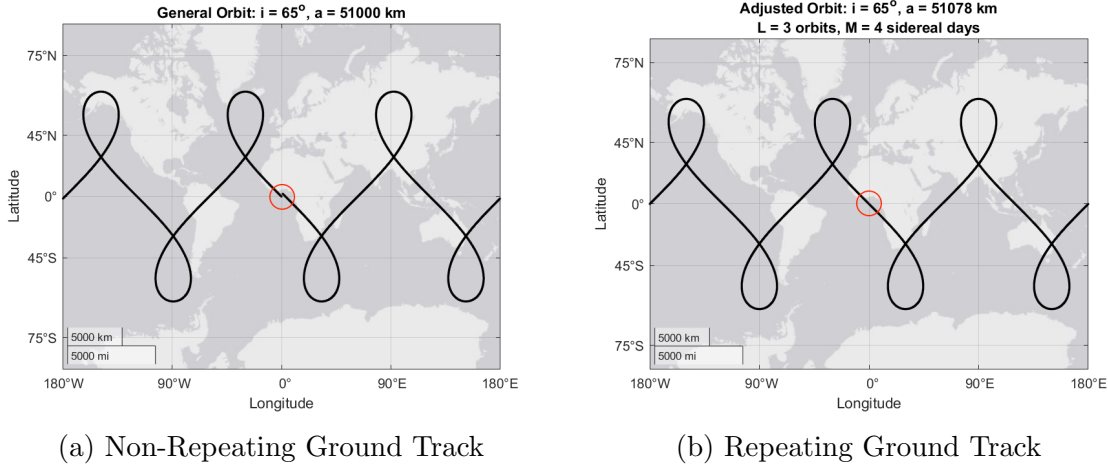 General Orbit: i = 65°, a = 51000 km
75°N
45°N
0°
45°S
75°S
Latitude
5000 km
5000 mi
180°W
90°W
0°
90°E
180°E
Longitude
(a) Non-Repeating Ground Track
Adjusted Orbit: i = 65°, a = 51078 km
L = 3 orbits, M = 4 sidereal days
75°N
45°N
0°
45°S
75°S
Latitude
5000 km
5000 mi
180°W
90°W
0°
90°E
180°E
Longitude
(b) Repeating Ground Track